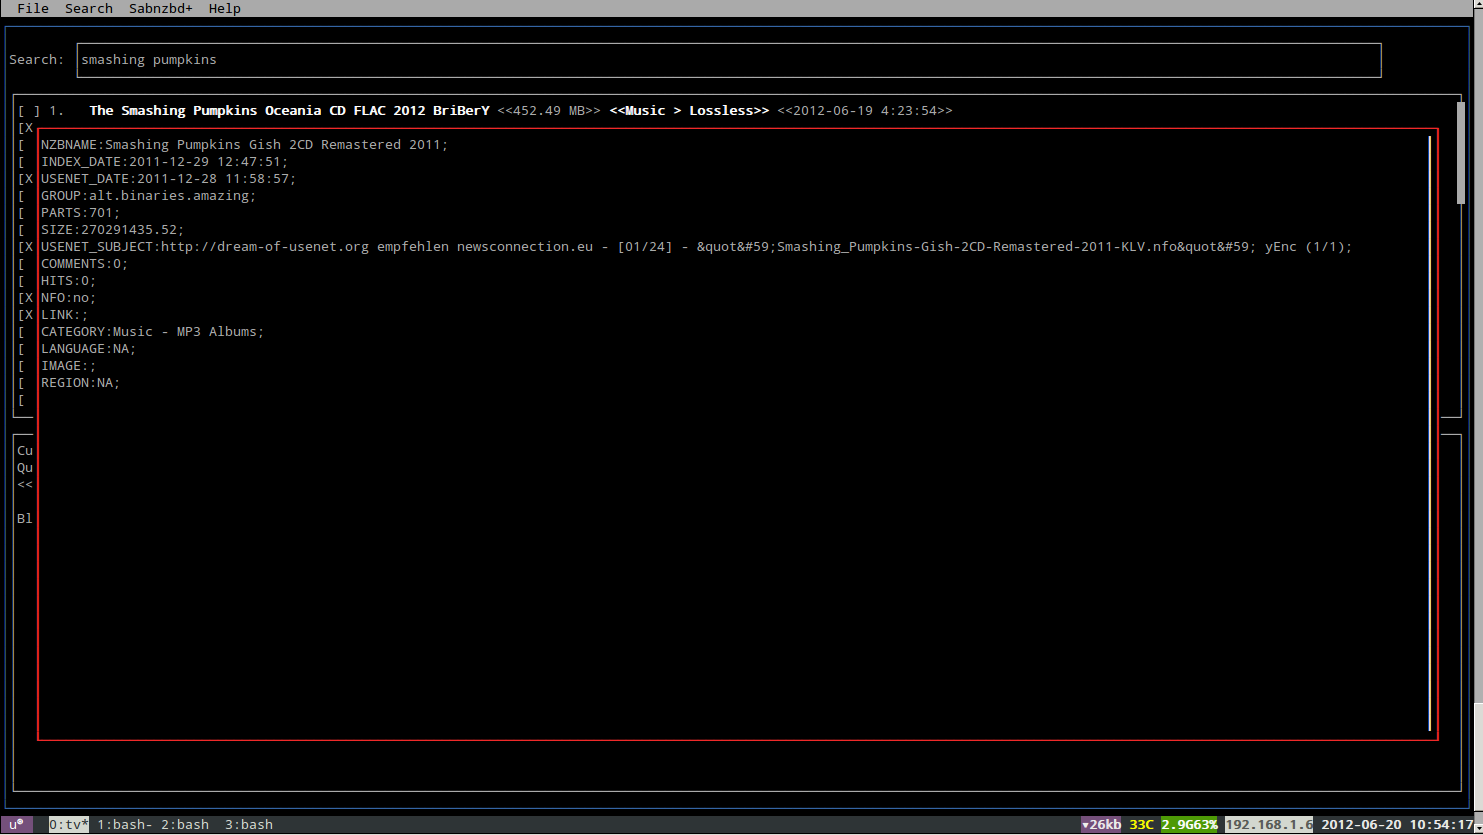 File Search Sabnzbd+ Help
Search: smashing pumpkins
[ ] 1. The Smashing Pumpkins Oceania CD FLAC 2012 BriBerY <<452.49 MB>> <<Music > Lossless>> <<2012-06-19 4:23:54>>
[X
[ NZBNAME:Smashing Pumpkins Gish 2CD Remastered 2011;
[ INDEX_DATE:2011-12-29 12:47:51;
[X USENET_DATE:2011-12-28 11:58:57;
[ GROUP:alt.binaries.amazing;
[ PARTS:701;
[ SIZE:270291435.52;
[X USENET_SUBJECT:http://dream-of-usenet.org empfehlen newsconnection.eu - [01/24] - &quot&#59;Smashing_Pumpkins-Gish-2CD-Remastered-2011-KLV.nfo&quot&#59; yEnc (1/1);
[ COMMENTS:0;
[ HITS:0;
[X NFO:no;
[X LINK:;
[ CATEGORY:Music - MP3 Albums;
[ LANGUAGE:NA;
[ IMAGE:;
[ REGION:NA;
[
Cu
Qu
<<
Bl
u® 0:tv* 1:bash- 2:bash 3:bash ▾26kb 33C 2.9G63% 192.168.1.6 2012-06-20 10:54:17